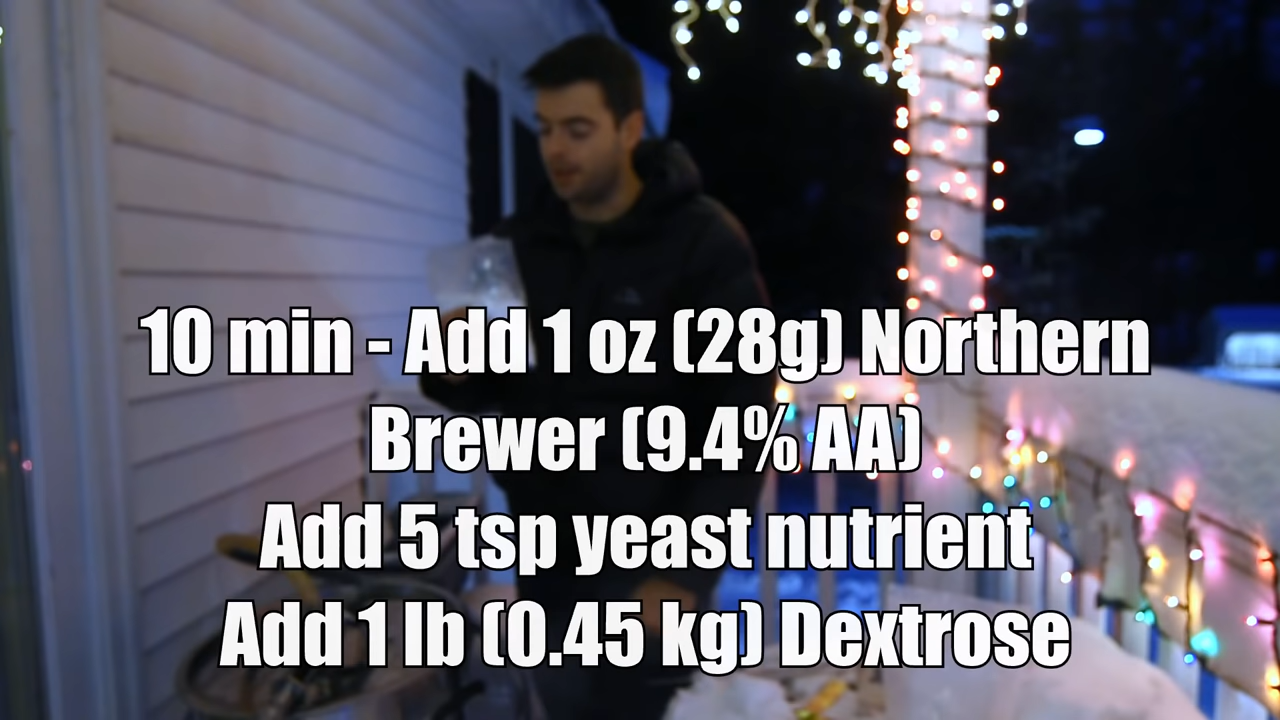 10 min - Add 1 oz (28g) Northern
Brewer (9.4% AA)
Add 5 tsp yeast nutrient
Add 1 lb (0.45 kg) Dextrose